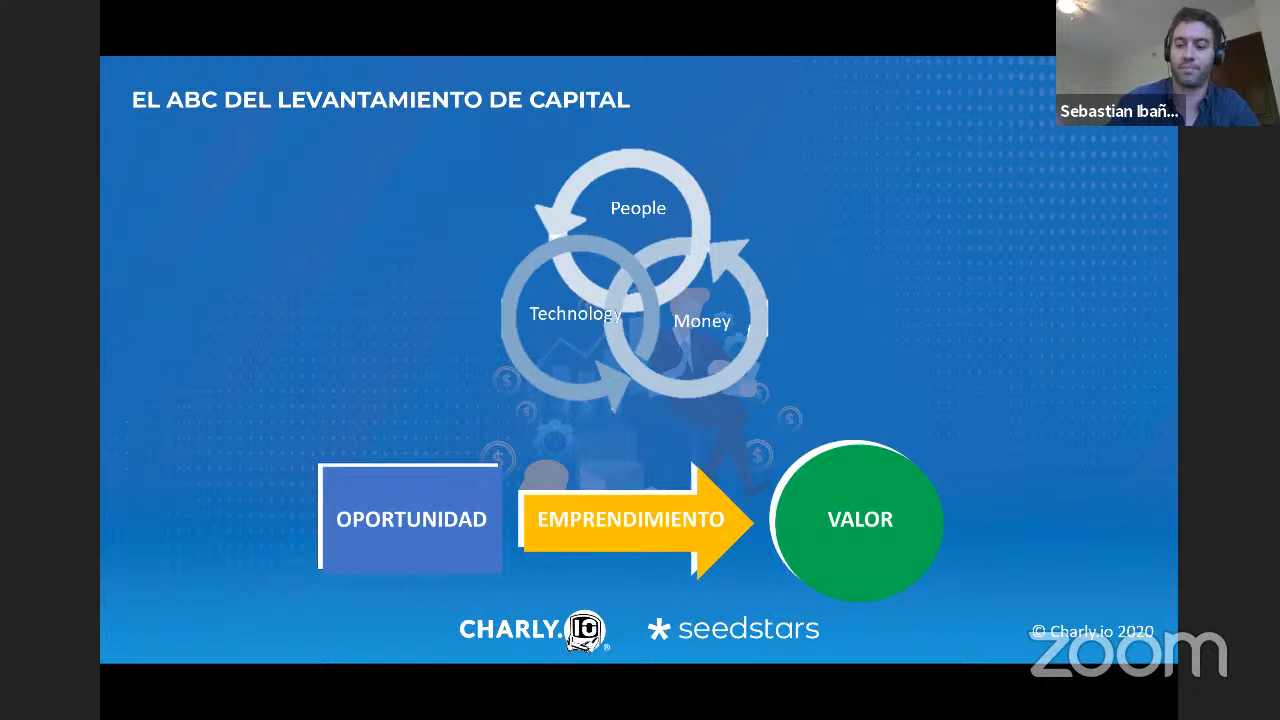 EL ABC DEL LEVANTAMIENTO DE CAPITAL
Sebastian Ibañ...
People
Technology
Money
OPORTUNIDAD
EMPRENDIMIENTO
VALOR
CHARLY.IO®
seedstars
© Charly.io 2020
zoom